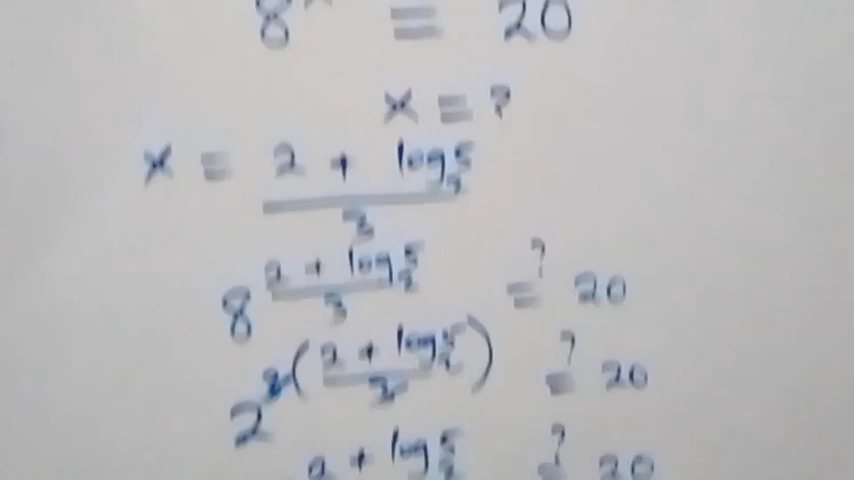 8^x = 20
x = ?
x = (2 + log₂5)/3
8^((2 + log₂5)/3) ?= 20
2^(3((2 + log₂5)/3)) ?= 20
2 + log₂5 ?= 20